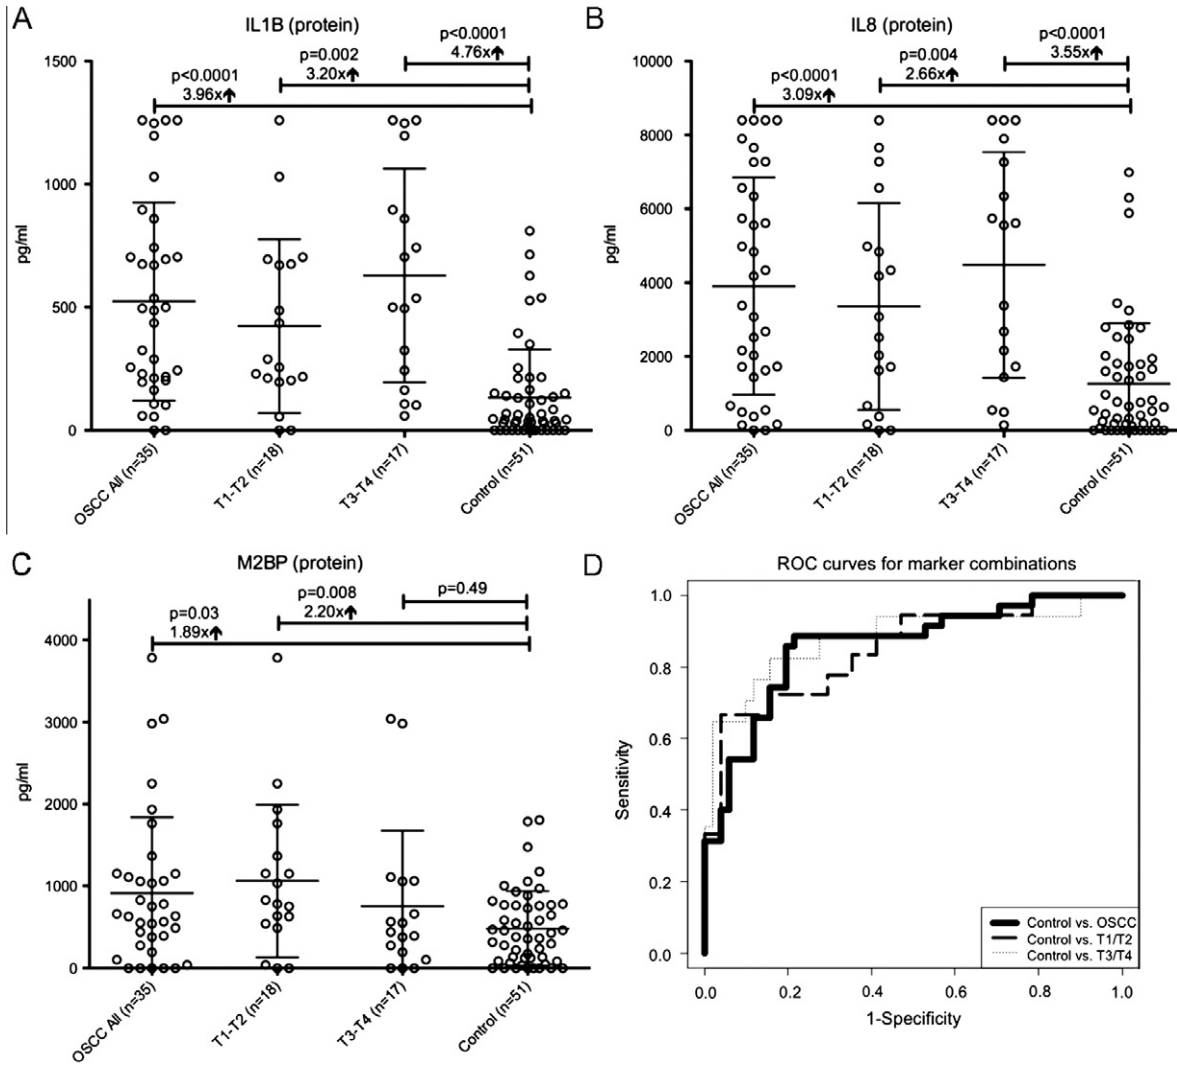 A
IL1B (protein)
p<0.0001
4.76x↑
p=0.002
3.20x↑
p<0.0001
3.96x↑
1500
1000
500
0
pg/ml
OSCC All (n=35)
T1-T2 (n=18)
T3-T4 (n=17)
Control (n=51)
B
IL8 (protein)
p<0.0001
3.55x↑
p=0.004
2.66x↑
p<0.0001
3.09x↑
10000
8000
6000
4000
2000
0
pg/ml
OSCC All (n=35)
T1-T2 (n=18)
T3-T4 (n=17)
Control (n=51)
C
M2BP (protein)
p=0.49
p=0.008
2.20x↑
p=0.03
1.89x↑
4000
3000
2000
1000
0
pg/ml
OSCC All (n=35)
T1-T2 (n=18)
T3-T4 (n=17)
Control (n=51)
D
ROC curves for marker combinations
1.0
0.8
0.6
0.4
0.2
0.0
Sensitivity
Control vs. OSCC
Control vs. T1/T2
Control vs. T3/T4
0.0 0.2 0.4 0.6 0.8 1.0
1-Specificity